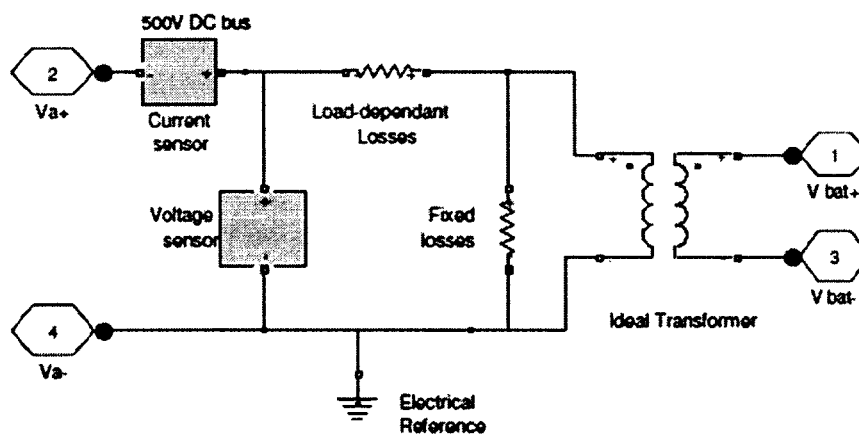 500V DC bus
2
Va+
-
+
Current
sensor
+
Load-dependant
Losses
Voltage
sensor
+
-
Fixed
losses
+
-
+
-
1
V bat+
3
V bat-
Ideal Transformer
4
Va-
Electrical
Reference